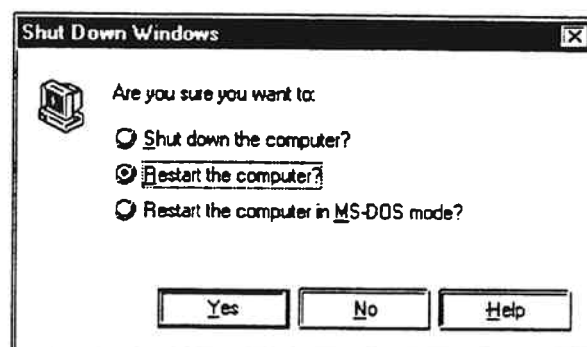 Shut Down Windows
Are you sure you want to:
Shut down the computer?
Restart the computer?
Restart the computer in MS-DOS mode?
Yes No Help